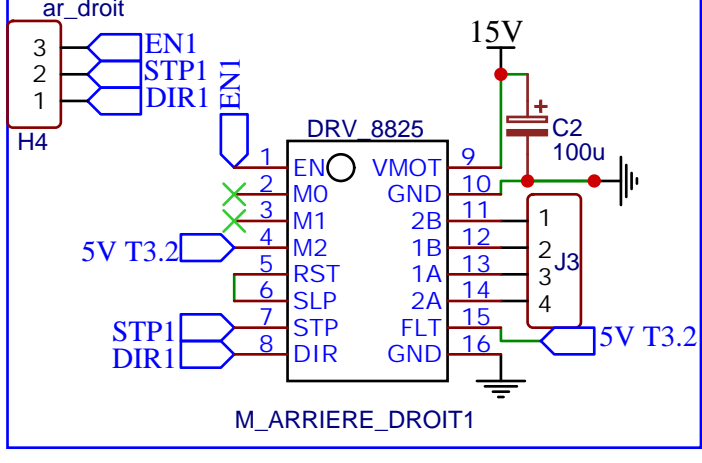 ar_droit
3 EN1
2 STP1
1 DIR1
H4
EN1
15V
+
C2
100u
DRV_8825
1 EN VMOT 9
2 M0 GND 10
3 M1 2B 11 1
5V T3.2 4 M2 1B 12 2
J3
5 RST 1A 13 3
6 SLP 2A 14 4
STP1 7 STP FLT 15 5V T3.2
DIR1 8 DIR GND 16
M_ARRIERE_DROIT1